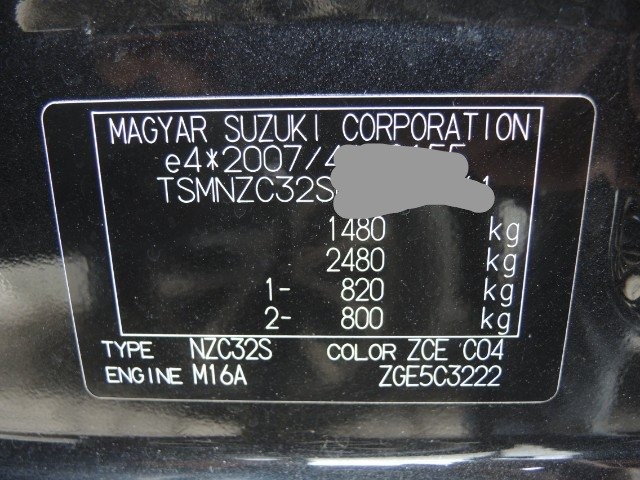 MAGYAR SUZUKI CORPORATION
e4*2007/4
TSMNZC32S
1480 kg
2480 kg
1- 820 kg
2- 800 kg
TYPE NZC32S COLOR ZCE C04
ENGINE M16A ZGE5C3222